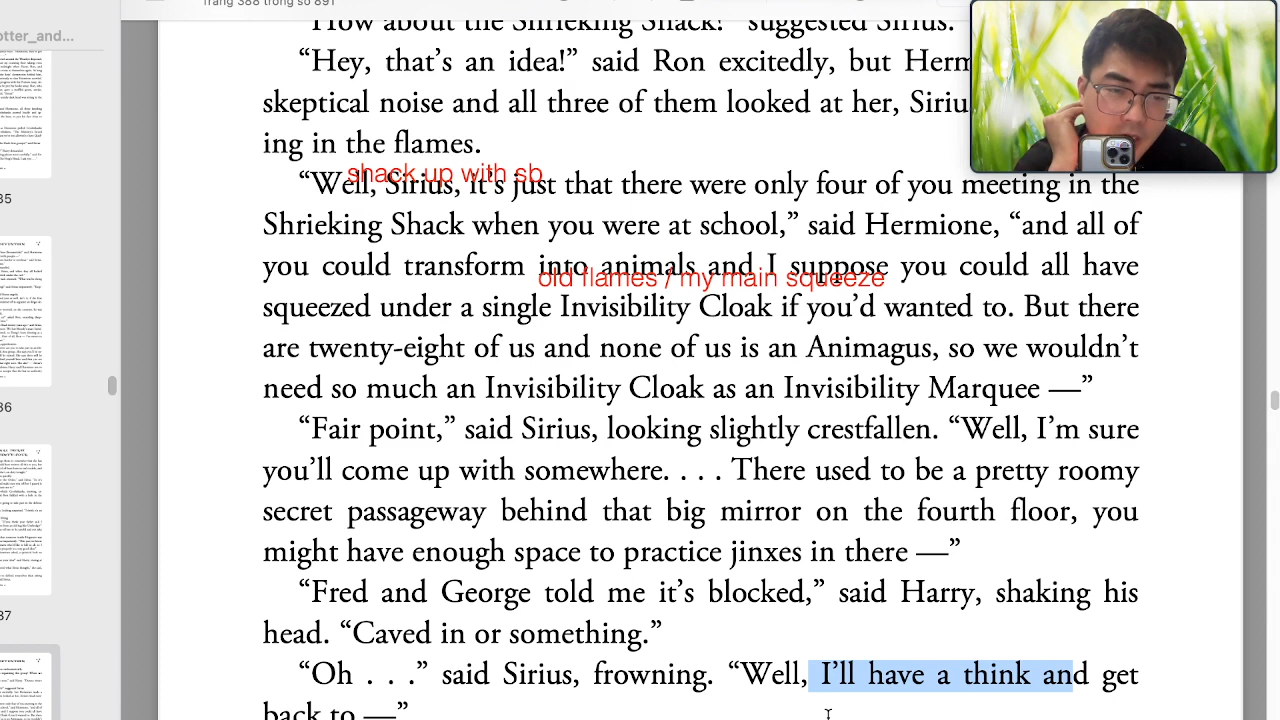 Trang 388 trong số 891
otter_and...
“How about the Shrieking Shack?” suggested Sirius.
“Hey, that’s an idea!” said Ron excitedly, but Herm
skeptical noise and all three of them looked at her, Siriu
ing in the flames.
shack up with sb
“Well, Sirius, it’s just that there were only four of you meeting in the
Shrieking Shack when you were at school,” said Hermione, “and all of
you could transform into animals and I suppose you could all have
old flames / my main squeeze
squeezed under a single Invisibility Cloak if you’d wanted to. But there
are twenty-eight of us and none of us is an Animagus, so we wouldn’t
need so much an Invisibility Cloak as an Invisibility Marquee —”
“Fair point,” said Sirius, looking slightly crestfallen. “Well, I’m sure
you’ll come up with somewhere. . . . There used to be a pretty roomy
secret passageway behind that big mirror on the fourth floor, you
might have enough space to practice jinxes in there —”
“Fred and George told me it’s blocked,” said Harry, shaking his
head. “Caved in or something.”
“Oh . . .” said Sirius, frowning. “Well, I’ll have a think and get
back to —”
35
36
37